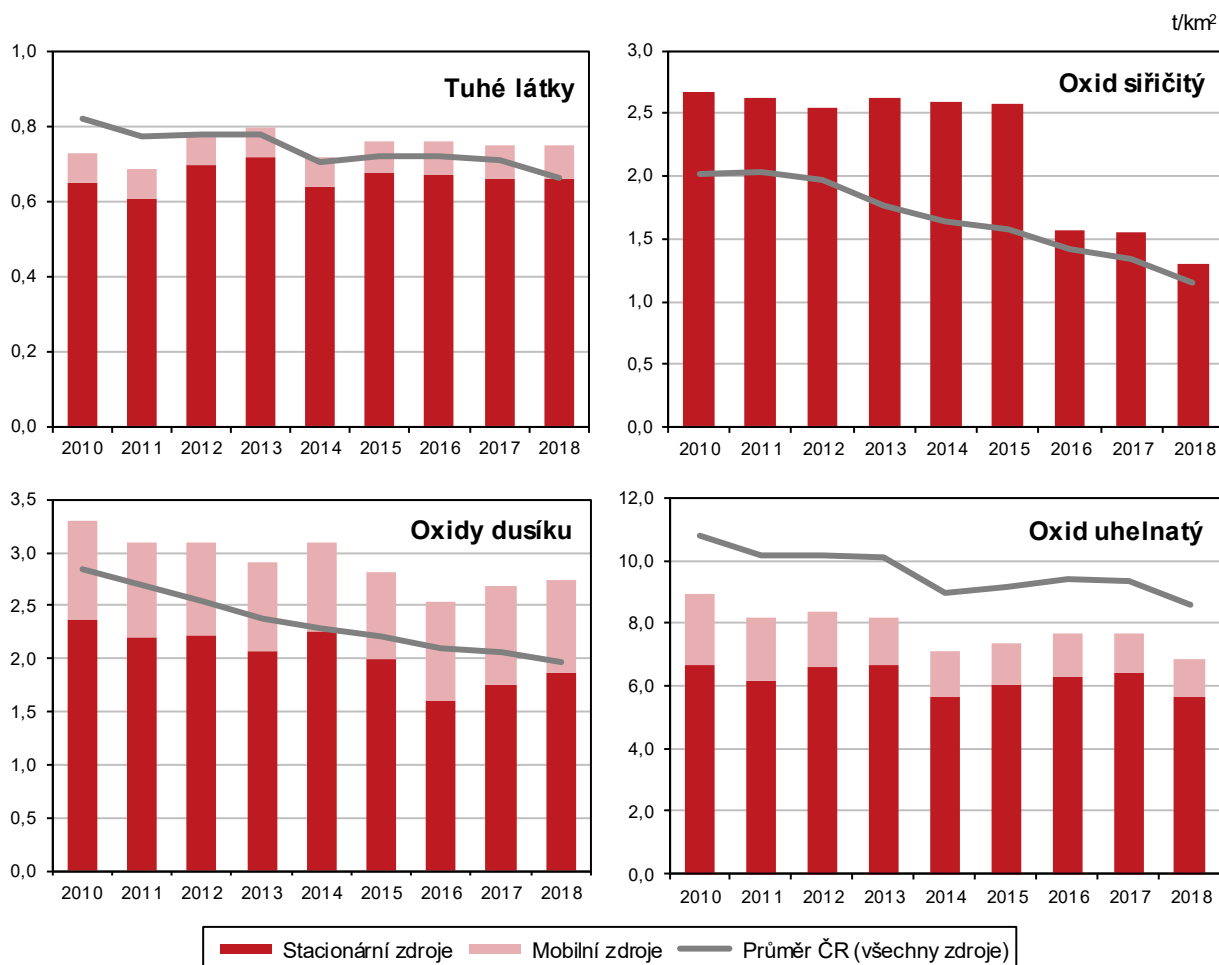 t/km²
Tuhé látky
1,0
0,8
0,6
0,4
0,2
0,0
2010 2011 2012 2013 2014 2015 2016 2017 2018
Oxid siřičitý
3,0
2,5
2,0
1,5
1,0
0,5
0,0
2010 2011 2012 2013 2014 2015 2016 2017 2018
Oxidy dusíku
3,5
3,0
2,5
2,0
1,5
1,0
0,5
0,0
2010 2011 2012 2013 2014 2015 2016 2017 2018
Oxid uhelnatý
12,0
10,0
8,0
6,0
4,0
2,0
0,0
2010 2011 2012 2013 2014 2015 2016 2017 2018
Stacionární zdroje Mobilní zdroje Průměr ČR (všechny zdroje)